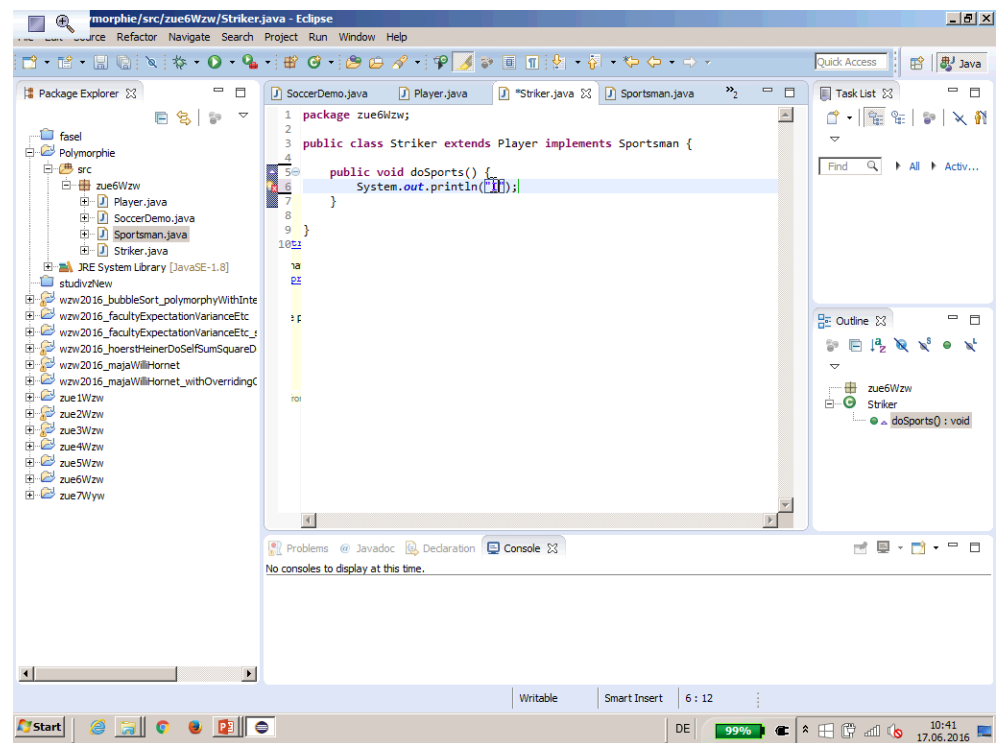 morphie/src/zue6Wzw/Striker.java - Eclipse
Source Refactor Navigate Search Project Run Window Help
Quick Access
Java
Package Explorer
SoccerDemo.java
Player.java
*Striker.java
Sportsman.java
»2
Task List
fasel
Polymorphie
src
zue6Wzw
Player.java
SoccerDemo.java
Sportsman.java
Striker.java
JRE System Library [JavaSE-1.8]
studivzNew
wzw2016_bubbleSort_polymorphyWithInte
wzw2016_facultyExpectationVarianceEtc
wzw2016_facultyExpectationVarianceEtc_s
wzw2016_hoerstHeinerDoSelfSumSquareD
wzw2016_majaWilliHornet
wzw2016_majaWilliHornet_withOverridingO
zue1Wzw
zue2Wzw
zue3Wzw
zue4Wzw
zue5Wzw
zue6Wzw
zue7Wyw
1 package zue6Wzw;
2
3 public class Striker extends Player implements Sportsman {
4
5 public void doSports() {
6 System.out.println("");
7 }
8
9 }
10
Find
All
Activ...
Outline
zue6Wzw
Striker
doSports() : void
Problems
@ Javadoc
Declaration
Console
No consoles to display at this time.
Writable
Smart Insert
6 : 12
Start
DE
99%
10:41
17.06.2016